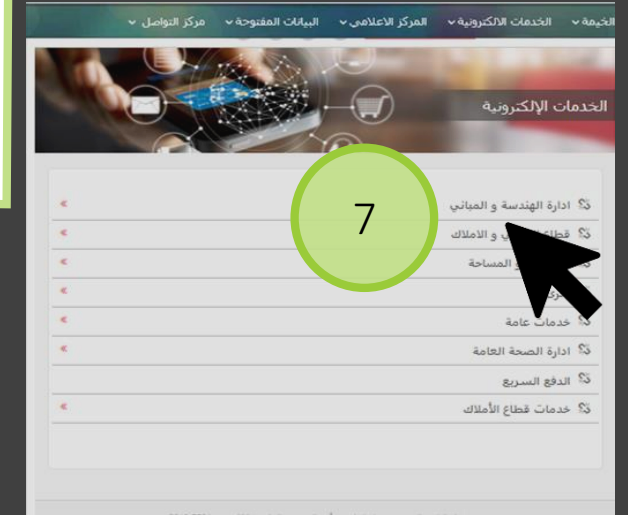 الخيمة الخدمات الالكترونية المركز الاعلامي البيانات المفتوحة مركز التواصل
الخدمات الإلكترونية
7
ادارة الهندسة و المباني
و الاملاك
و المساحة
خدمات عامة
ادارة الصحة العامة
الدفع السريع
خدمات قطاع الأملاك